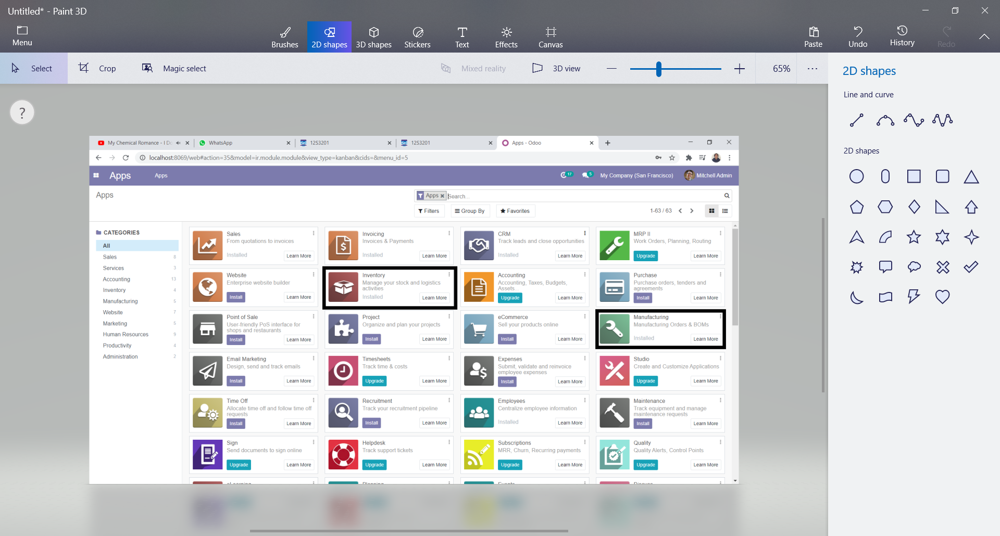 Untitled* - Paint 3D
Menu
Brushes
2D shapes
3D shapes
Stickers
Text
Effects
Canvas
Paste
Undo
History
Redo
Select
Crop
Magic select
Mixed reality
3D view
65%
2D shapes
Line and curve
2D shapes
?
My Chemical Romance - I Do
WhatsApp
12S3201
12S3201
Apps - Odoo
localhost:8069/web#action=35&model=ir.module.module&view_type=kanban&cids=&menu_id=5
Apps
Apps
17
5
My Company (San Francisco)
Mitchell Admin
Apps
Apps
Search...
Filters
Group By
Favorites
1-63 / 63
CATEGORIES
All
Sales 8
Services 3
Accounting 13
Inventory 4
Manufacturing 5
Website 7
Marketing 5
Human Resources 9
Productivity 4
Administration 2
Sales
From quotations to invoices
Installed
Learn More
Invoicing
Invoices & Payments
Installed
Learn More
CRM
Track leads and close opportunities
Installed
Learn More
MRP II
Work Orders, Planning, Routing
Upgrade
Learn More
Website
Enterprise website builder
Install
Learn More
Inventory
Manage your stock and logistics
activities
Installed
Learn More
Accounting
Accounting, Taxes, Budgets,
Assets...
Upgrade
Learn More
Purchase
Purchase orders, tenders and
agreements
Install
Learn More
Point of Sale
User-friendly PoS interface for
shops and restaurants
Install
Learn More
Project
Organize and plan your projects
Install
Learn More
eCommerce
Sell your products online
Install
Learn More
Manufacturing
Manufacturing Orders & BOMs
Installed
Learn More
Email Marketing
Design, send and track emails
Install
Learn More
Timesheets
Track time & costs
Upgrade
Learn More
Expenses
Submit, validate and reinvoice
employee expenses
Install
Learn More
Studio
Create and Customize Applications
Upgrade
Learn More
Time Off
Allocate time off and follow time off
requests
Install
Learn More
Recruitment
Track your recruitment pipeline
Install
Learn More
Employees
Centralize employee information
Installed
Learn More
Maintenance
Track equipment and manage
maintenance requests
Install
Learn More
Sign
Send documents to sign online
Upgrade
Learn More
Helpdesk
Track support tickets
Upgrade
Learn More
Subscriptions
MRR, Churn, Recurring payments
Upgrade
Learn More
Quality
Quality Alerts, Control Points
Upgrade
Learn More